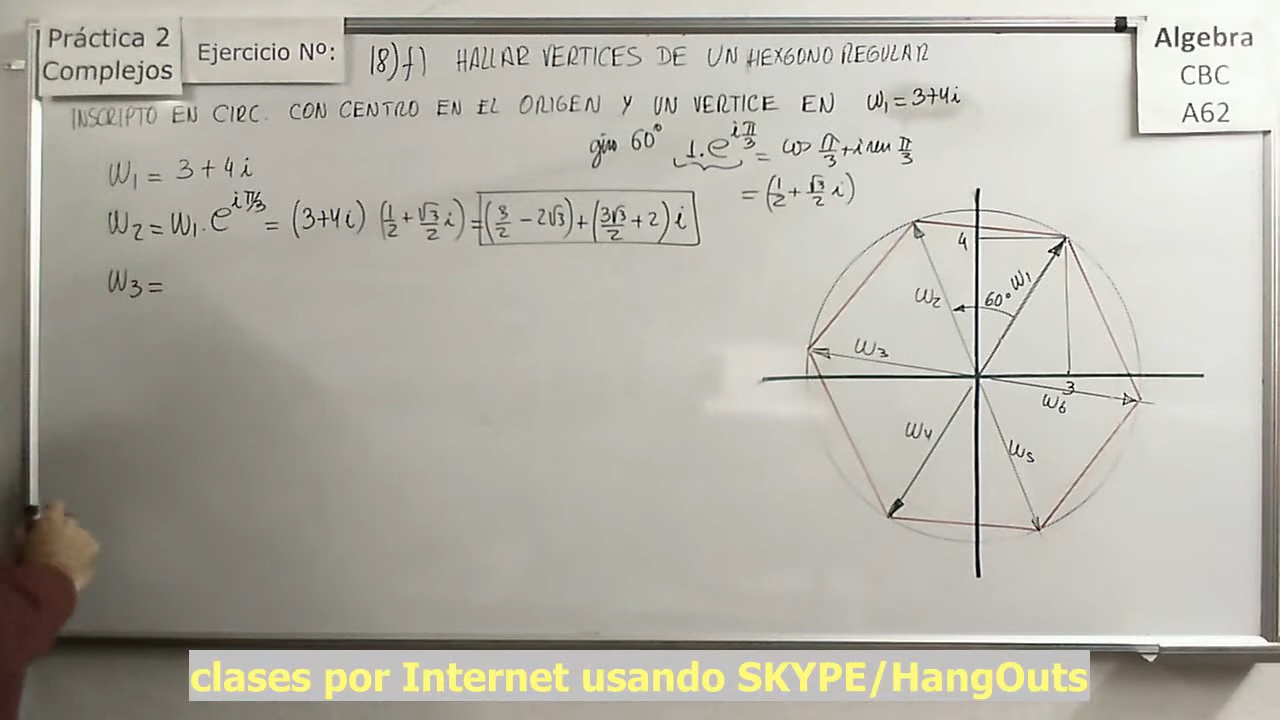 Práctica 2
Complejos
Ejercicio Nº:
18)f) HALLAR VERTICES DE UN HEXGONO REGULAR
INSCRIPTO EN CIRC. CON CENTRO EN EL ORIGEN Y UN VERTICE EN W₁=3+4i
Algebra
CBC
A62
giro 60° 1.e^(iπ/3) = cos π/3 + i sen π/3
= (1/2 + √3/2 i)
W₁ = 3+4i
W₂ = W₁. e^(iπ/3) = (3+4i) (1/2 + √3/2 i) = (3/2 - 2√3) + (3√3/2 + 2) i
W₃ =
4
W₁
60°
W₂
W₃
3
W₆
W₄
W₅
clases por Internet usando SKYPE/HangOuts